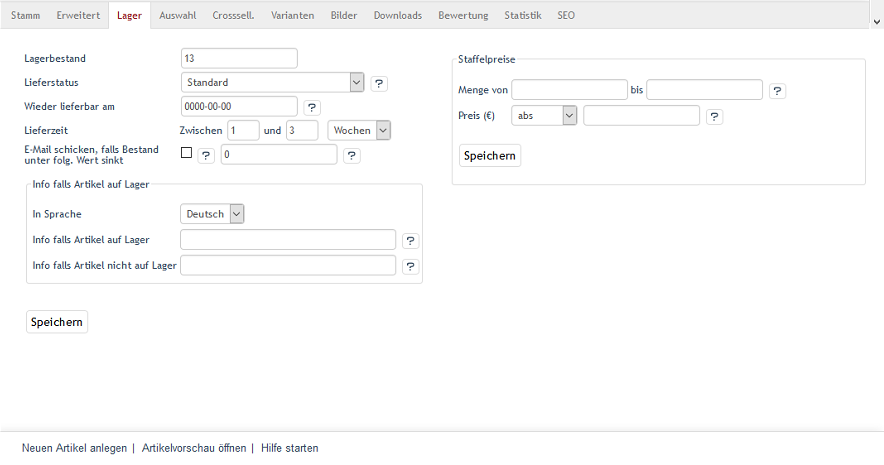 Stamm Erweitert Lager Auswahl Crosssell. Varianten Bilder Downloads Bewertung Statistik SEO
Lagerbestand 13
Lieferstatus Standard ?
Wieder lieferbar am 0000-00-00 ?
Lieferzeit Zwischen 1 und 3 Wochen
E-Mail schicken, falls Bestand
unter folg. Wert sinkt ? 0 ?
Info falls Artikel auf Lager
In Sprache Deutsch
Info falls Artikel auf Lager ?
Info falls Artikel nicht auf Lager ?
Speichern
Staffelpreise
Menge von bis ?
Preis (€) abs ?
Speichern
Neuen Artikel anlegen | Artikelvorschau öffnen | Hilfe starten